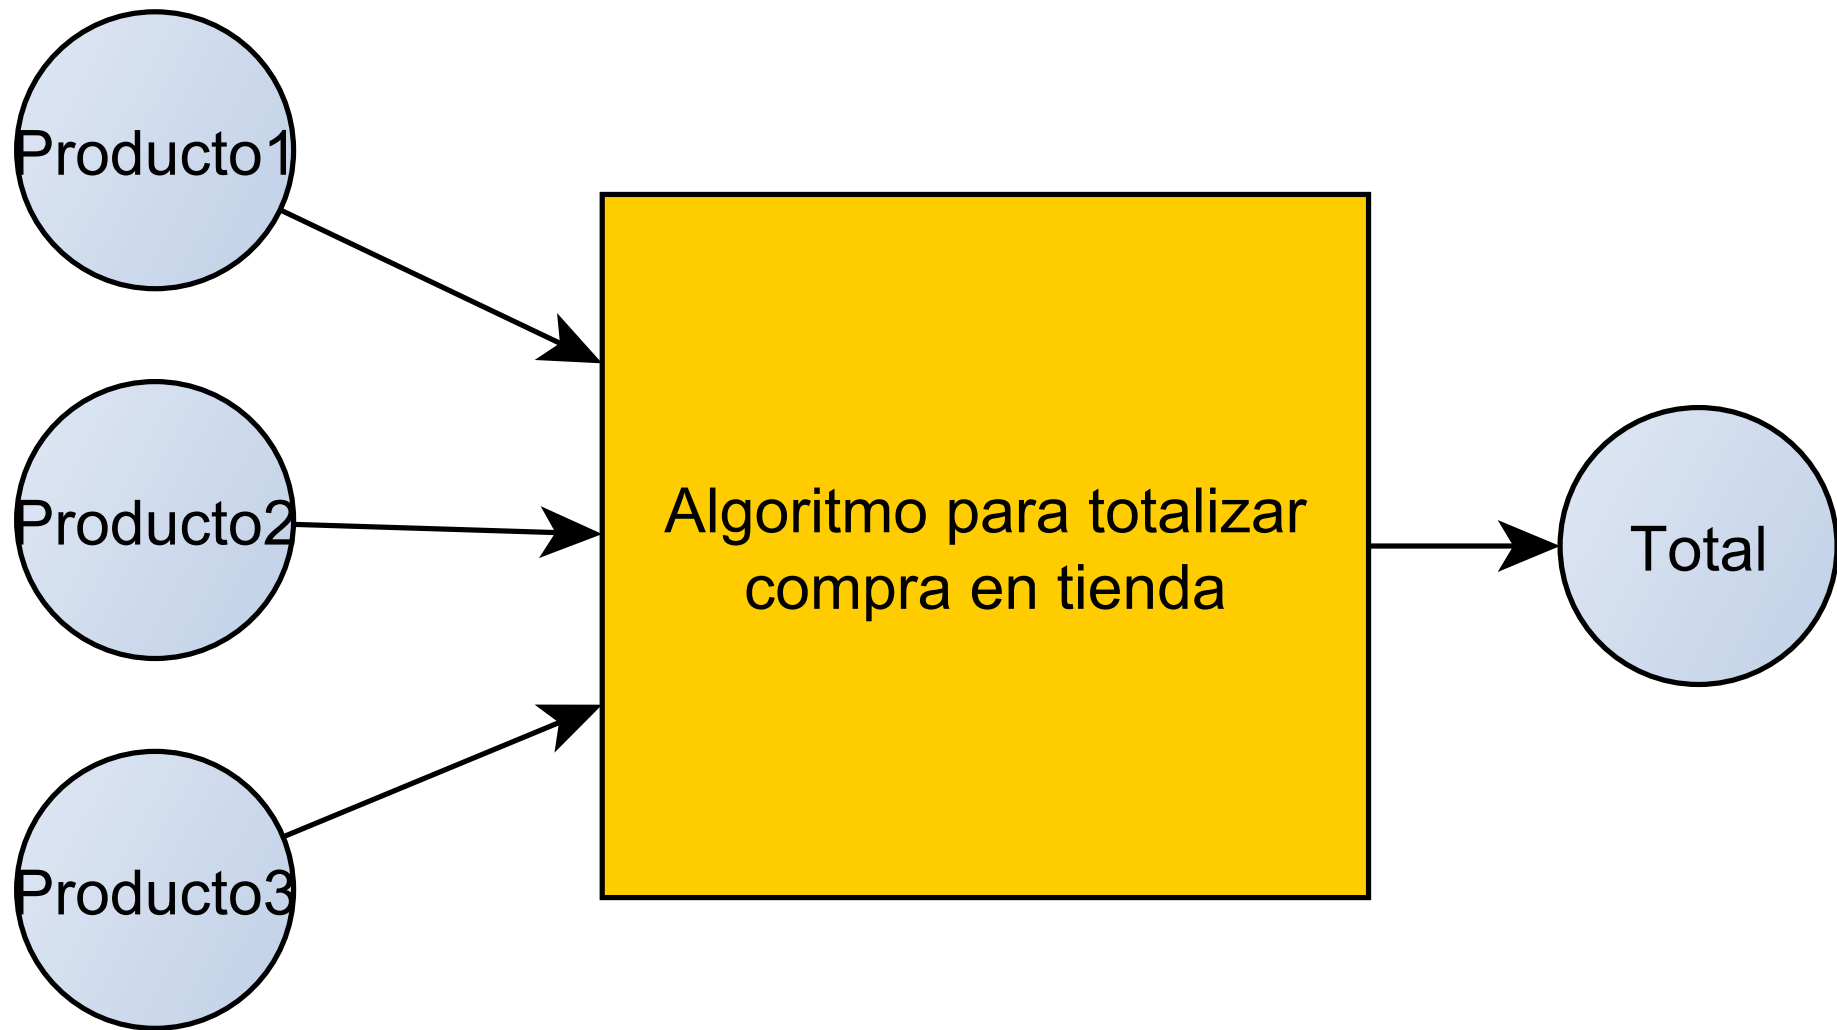 Producto1
Producto2
Producto3
Algoritmo para totalizar
compra en tienda
Total